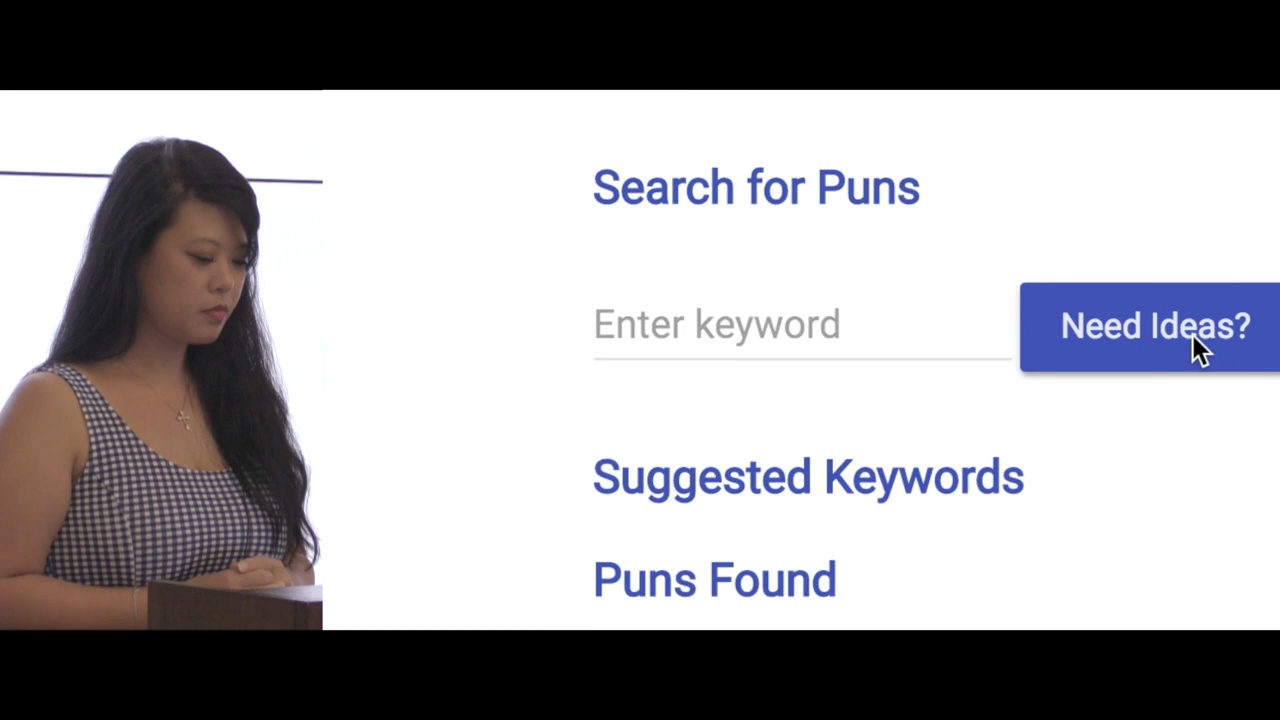 Search for Puns
Enter keyword
Need Ideas?
Suggested Keywords
Puns Found